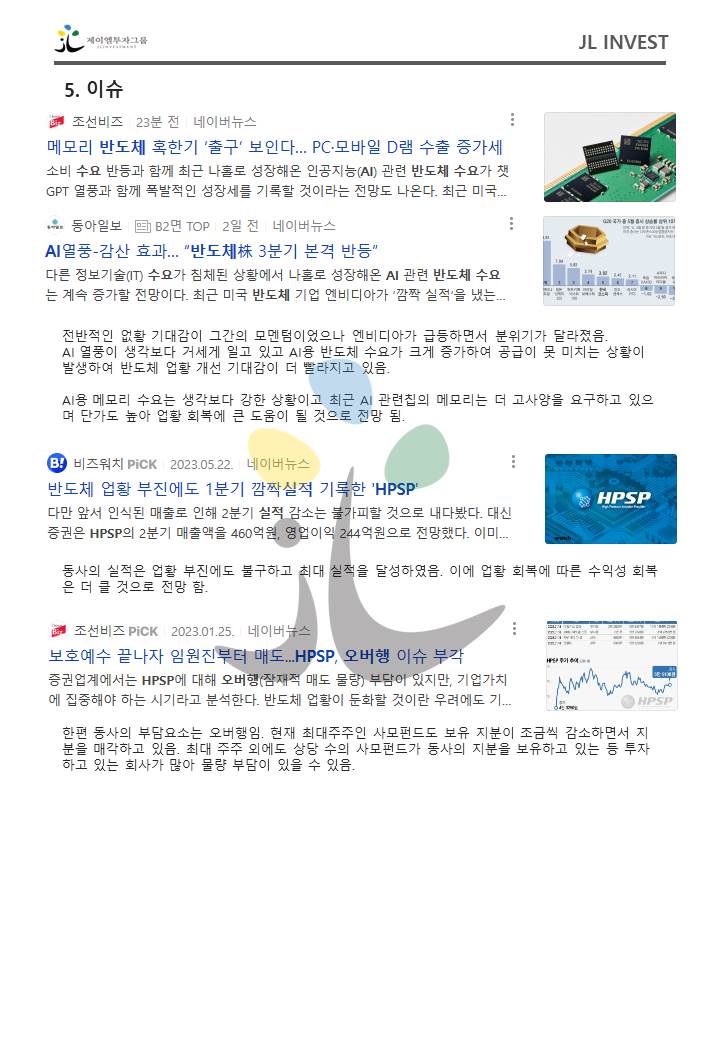 제이엘투자그룹
JL INVESTMENT
JL INVEST
5. 이슈
조선비즈 23분 전 네이버뉴스
메모리 반도체 혹한기 ‘출구’ 보인다... PC·모바일 D램 수출 증가세
소비 수요 반등과 함께 최근 나홀로 성장해온 인공지능(AI) 관련 반도체 수요가 챗
GPT 열풍과 함께 폭발적인 성장세를 기록할 것이라는 전망도 나온다. 최근 미국...
동아일보 B2면 TOP 2일 전 네이버뉴스
AI열풍-감산 효과... “반도체株 3분기 본격 반등”
다른 정보기술(IT) 수요가 침체된 상황에서 나홀로 성장해온 AI 관련 반도체 수요
는 계속 증가할 전망이다. 최근 미국 반도체 기업 엔비디아가 ‘깜짝 실적’을 냈는...
전반적인 없황 기대감이 그간의 모멘텀이었으나 엔비디아가 급등하면서 분위기가 달라졌음.
AI 열풍이 생각보다 거세게 일고 있고 AI용 반도체 수요가 크게 증가하여 공급이 못 미치는 상황이
발생하여 반도체 업황 개선 기대감이 더 빨라지고 있음.
AI용 메모리 수요는 생각보다 강한 상황이고 최근 AI 관련칩의 메모리는 더 고사양을 요구하고 있으
며 단가도 높아 업황 회복에 큰 도움이 될 것으로 전망 됨.
비즈워치 PiCK 2023.05.22. 네이버뉴스
반도체 업황 부진에도 1분기 깜짝실적 기록한 'HPSP'
다만 앞서 인식된 매출로 인해 2분기 실적 감소는 불가피할 것으로 내다봤다. 대신
증권은 HPSP의 2분기 매출액을 460억원, 영업이익 244억원으로 전망했다. 이미...
HPSP
동사의 실적은 업황 부진에도 불구하고 최대 실적을 달성하였음. 이에 업황 회복에 따른 수익성 회복
은 더 클 것으로 전망 함.
조선비즈 PiCK 2023.01.25. 네이버뉴스
보호예수 끝나자 임원진부터 매도...HPSP, 오버행 이슈 부각
증권업계에서는 HPSP에 대해 오버행(잠재적 매도 물량) 부담이 있지만, 기업가치
에 집중해야 하는 시기라고 분석한다. 반도체 업황이 둔화할 것이란 우려에도 기...
HPSP 주가 추이
HPSP
한편 동사의 부담요소는 오버행임. 현재 최대주주인 사모펀드도 보유 지분이 조금씩 감소하면서 지
분을 매각하고 있음. 최대 주주 외에도 상당 수의 사모펀드가 동사의 지분을 보유하고 있는 등 투자
하고 있는 회사가 많아 물량 부담이 있을 수 있음.